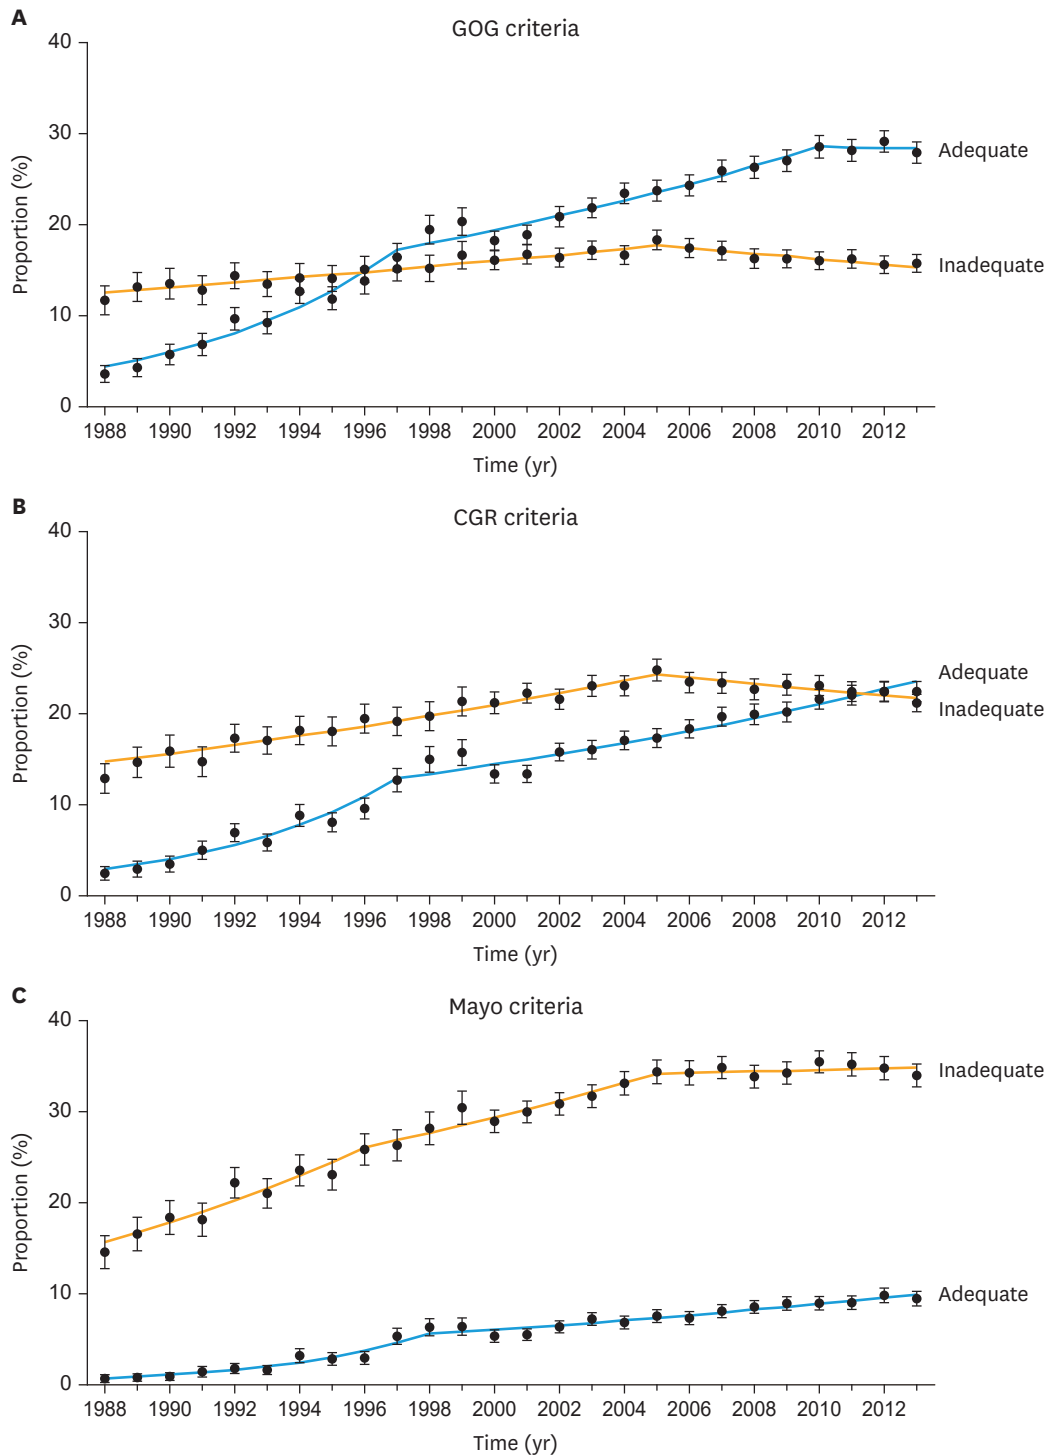 A
GOG criteria
40
30
20
10
0
Proportion (%)
Adequate
Inadequate
1988 1990 1992 1994 1996 1998 2000 2002 2004 2006 2008 2010 2012
Time (yr)
B
CGR criteria
40
30
20
10
0
Proportion (%)
Adequate
Inadequate
1988 1990 1992 1994 1996 1998 2000 2002 2004 2006 2008 2010 2012
Time (yr)
C
Mayo criteria
40
30
20
10
0
Proportion (%)
Inadequate
Adequate
1988 1990 1992 1994 1996 1998 2000 2002 2004 2006 2008 2010 2012
Time (yr)